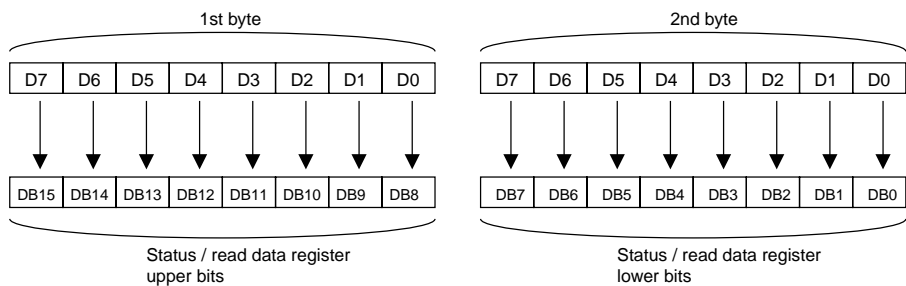 1st byte
D7 D6 D5 D4 D3 D2 D1 D0
DB15 DB14 DB13 DB12 DB11 DB10 DB9 DB8
Status / read data register
upper bits
2nd byte
D7 D6 D5 D4 D3 D2 D1 D0
DB7 DB6 DB5 DB4 DB3 DB2 DB1 DB0
Status / read data register
lower bits